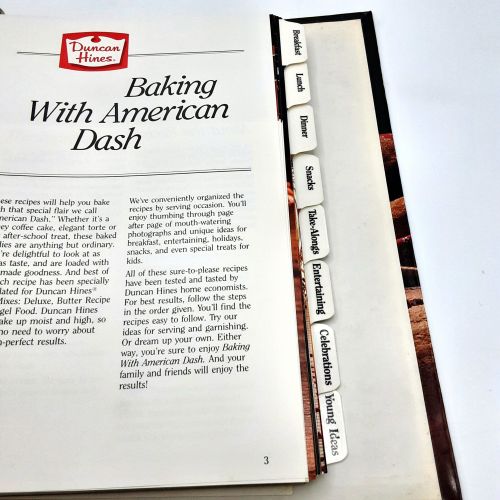 Duncan
Hines®
Baking
With American
Dash
ese recipes will help you bake
h that special flair we call
erican Dash." Whether it's a
ey coffee cake, elegant torte or
after-school treat, these baked
dies are anything but ordinary.
're delightful to look at as
as taste, and are loaded with
made goodness. And best of
ch recipe has been specially
lated for Duncan Hines®
Mixes: Deluxe, Butter Recipe
gel Food. Duncan Hines
ake up moist and high, so
no need to worry about
n-perfect results.
We've conveniently organized the
recipes by serving occasion. You'll
enjoy thumbing through page
after page of mouth-watering
photographs and unique ideas for
breakfast, entertaining, holidays,
snacks, and even special treats for
kids.
All of these sure-to-please recipes
have been tested and tasted by
Duncan Hines home economists.
For best results, follow the steps
in the order given. You'll find the
recipes easy to follow. Try our
ideas for serving and garnishing.
Or dream up your own. Either
way, you're sure to enjoy Baking
With American Dash. And your
family and friends will enjoy the
results!
3
Breakfast
Lunch
Dinner
Snacks
Take-Alongs
Entertaining
Celebrations
Young Ideas